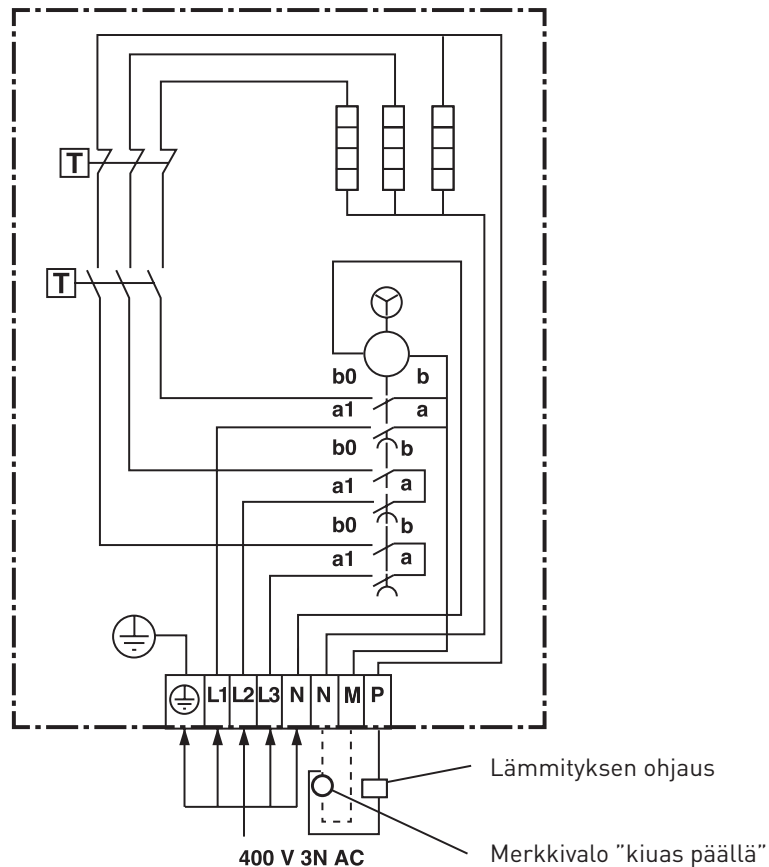 T
T
b0 b
a1 a
b0 b
a1 a
b0 b
a1 a
L1 L2 L3 N N M P
Lämmityksen ohjaus
400 V 3N AC
Merkkivalo ”kiuas päällä”